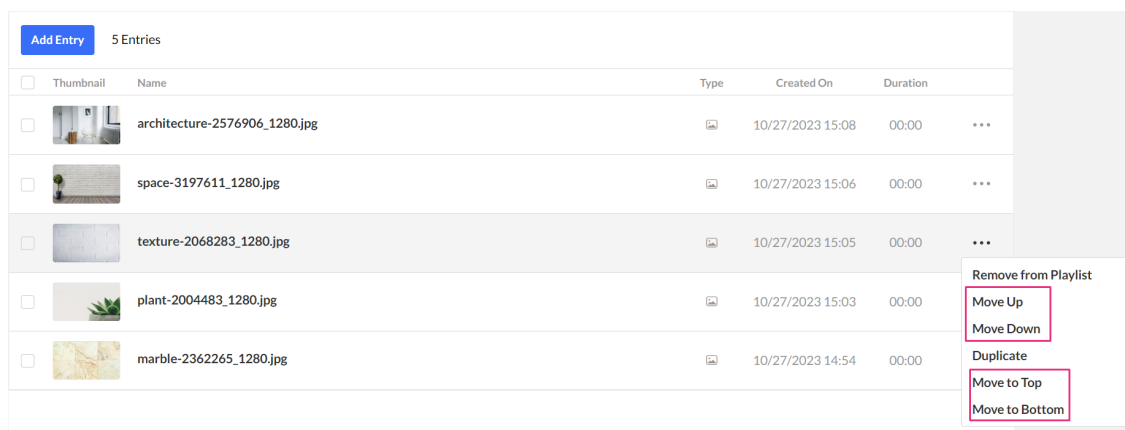 Add Entry 5 Entries
Thumbnail Name Type Created On Duration
architecture-2576906_1280.jpg 10/27/2023 15:08 00:00 •••
space-3197611_1280.jpg 10/27/2023 15:06 00:00 •••
texture-2068283_1280.jpg 10/27/2023 15:05 00:00 •••
Remove from Playlist
plant-2004483_1280.jpg 10/27/2023 15:03 00:00 Move Up
Move Down
Duplicate
marble-2362265_1280.jpg 10/27/2023 14:54 00:00
Move to Top
Move to Bottom